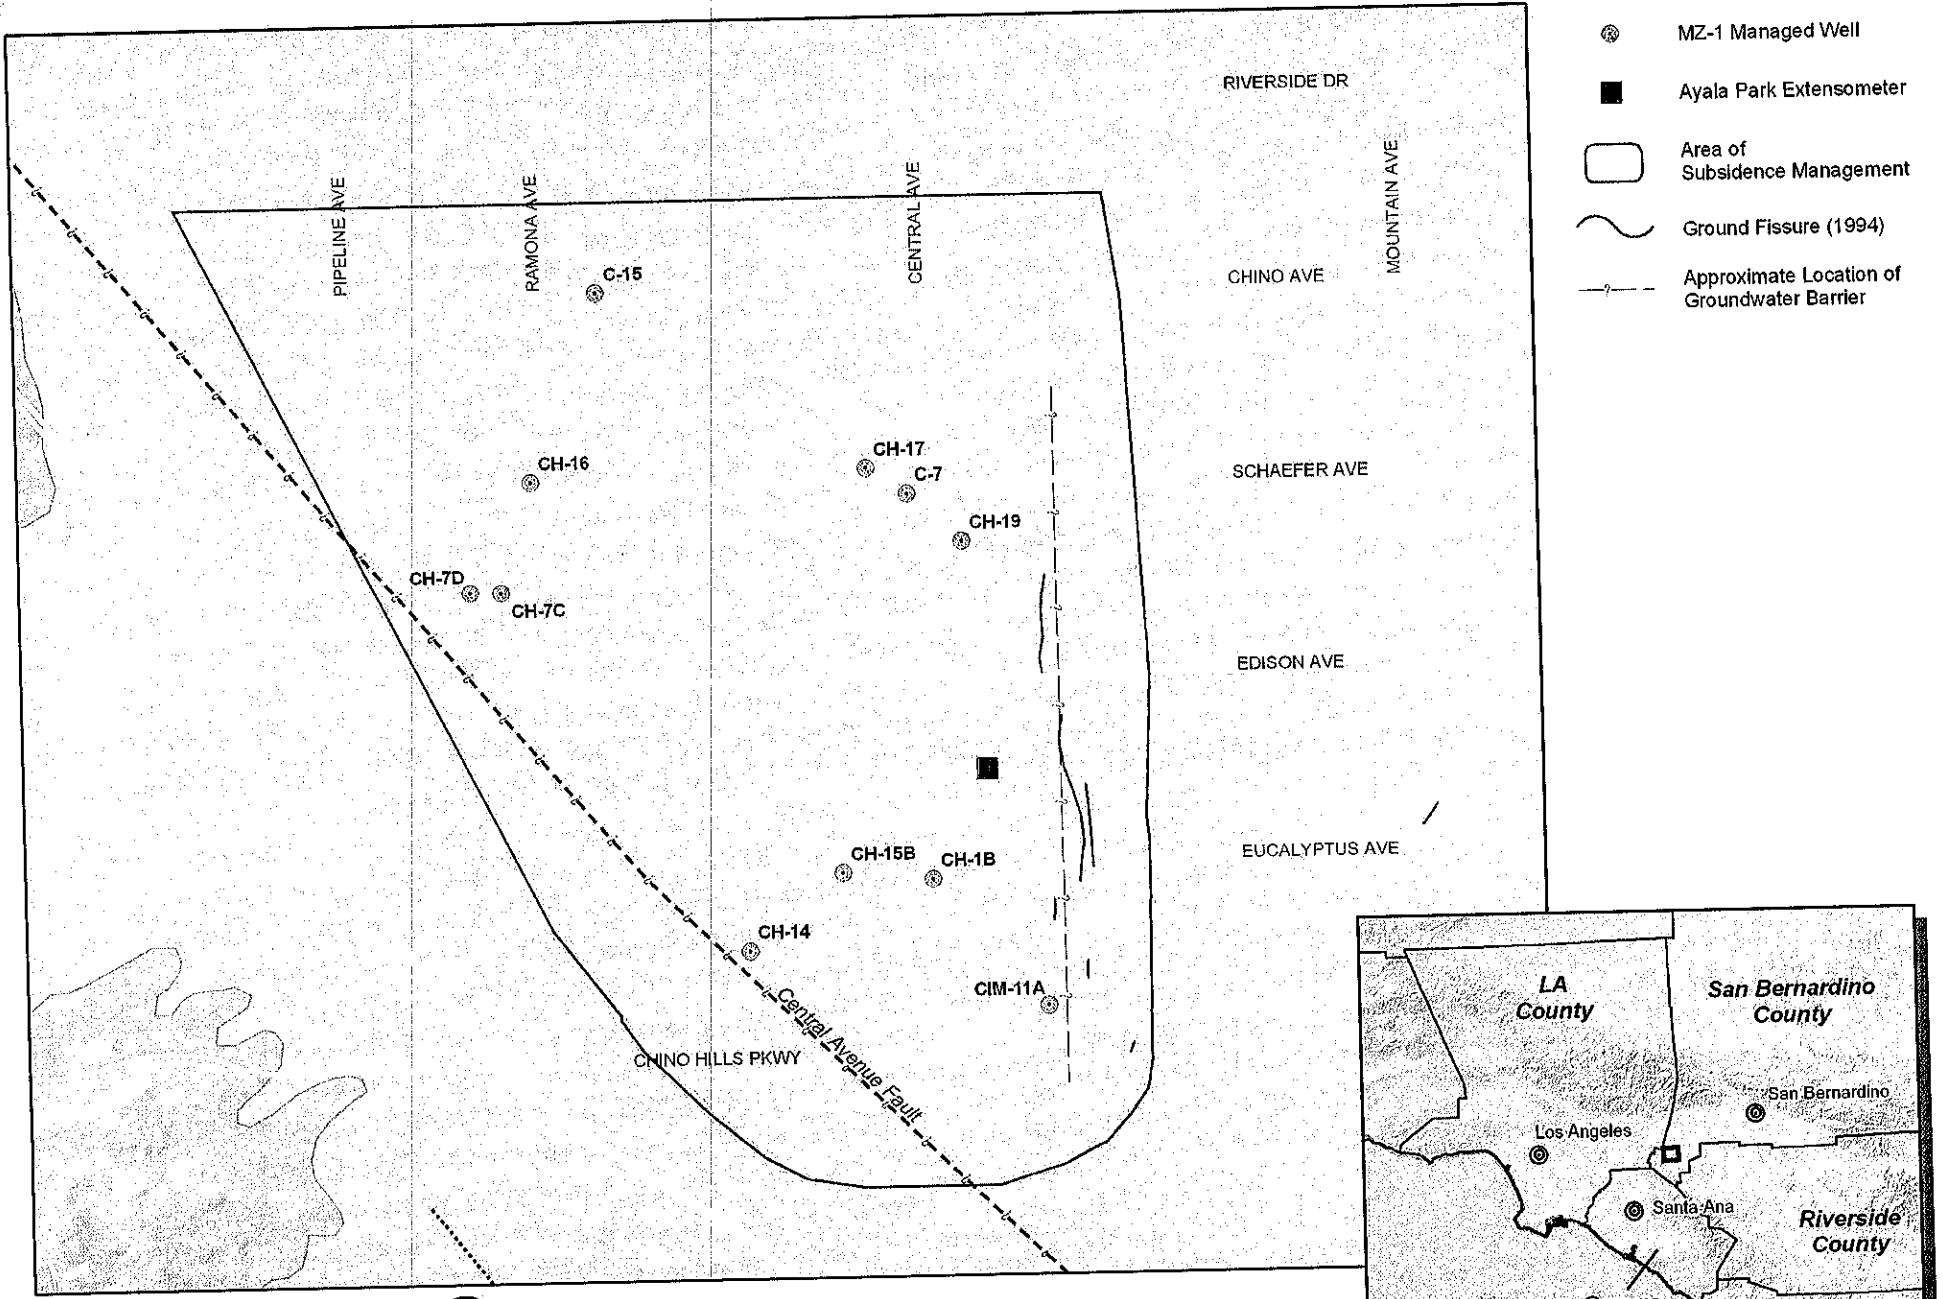 MZ-1 Managed Well
Ayala Park Extensometer
Area of
Subsidence Management
Ground Fissure (1994)
Approximate Location of
Groundwater Barrier
RIVERSIDE DR
PIPELINE AVE
RAMONA AVE
CENTRAL AVE
MOUNTAIN AVE
C-15
CHINO AVE
CH-16
CH-17
C-7
SCHAEFER AVE
CH-19
CH-7D
CH-7C
EDISON AVE
CH-15B
CH-1B
EUCALYPTUS AVE
CH-14
CIM-11A
Central Avenue Fault
CHINO HILLS PKWY
LA
County
San Bernardino
County
San Bernardino
Los Angeles
Santa Ana
Riverside
County